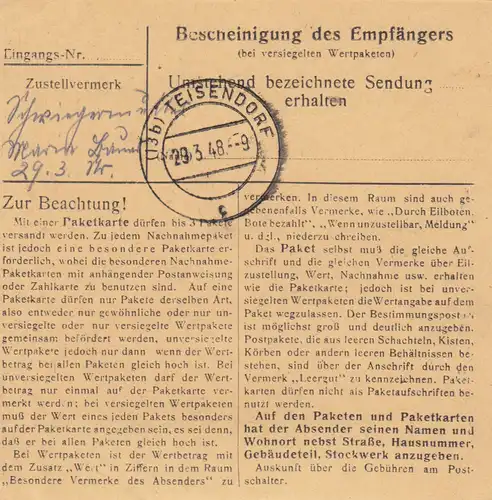 Bescheinigung des Empfängers
(bei versiegelten Wertpaketen)
Eingangs-Nr.
Zustellvermerk
Umstehend bezeichnete Sendung
erhalten
Maria
29.3.
(13b) TEISENDORF
29.3.48.-9
c
Zur Beachtung!
Mit einer Paketkarte dürfen bis 3 Pakete
versandt werden. Zu jedem Nachnahmepaket
ist jedoch eine besondere Paketkarte er-
forderlich, wobei die besonderen Nachnahme-
Paketkarten mit anhängender Postanweisung
oder Zahlkarte zu benutzen sind. Auf eine
Paketkarte dürfen nur Pakete derselben Art,
also entweder nur gewöhnliche oder nur un-
versiegelte oder nur versiegelte Wertpakete
gemeinsam befördert werden, unversiegelte
Wertpakete jedoch nur dann wenn der Wert-
betrag bei allen Paketen gleich hoch ist. Bei
unversiegelten Wertpaketen darf der Wert-
betrag nur einmal auf der Paketkarte ver-
merkt werden; bei versiegelten Wertpaketen
muß der Wert eines jeden Pakets besonders
auf der Paketkarte angegeben sein, es sei denn,
daß er bei allen Paketen gleich hoch ist.
Bei Wertpaketen ist der Wertbetrag mit
dem Zusatz „Wert" in Ziffern in dem Raum
„Besondere Vermerke des Absenders" zu
vermerken. In diesem Raum sind auch ge-
gebenenfalls Vermerke, wie „Durch Eilboten,
Bote bezahlt", „Wenn unzustellbar, Meldung"
u. dgl., niederzuschreiben.
Das Paket selbst muß die gleiche Auf-
schrift und die gleichen Vermerke über Eil-
zustellung, Wert, Nachnahme usw. erhalten
wie die Paketkarte; jedoch ist bei unver-
siegelten Wertpaketen die Wertangabe auf dem
Paket wegzulassen. Der Bestimmungspostort
ist möglichst groß und deutlich anzugeben.
Postpakete, die aus leeren Schachteln, Kisten,
Körben oder andern leeren Behältnissen be-
stehen, sind über der Anschrift durch den
Vermerk „Leergut" zu kennzeichnen. Paket-
karten dürfen nicht als Paketaufschriften be-
nutzt werden.
Auf den Paketen und Paketkarten
hat der Absender seinen Namen und
Wohnort nebst Straße, Hausnummer,
Gebäudeteil, Stockwerk anzugeben.
Auskunft über die Gebühren am Post-
schalter.